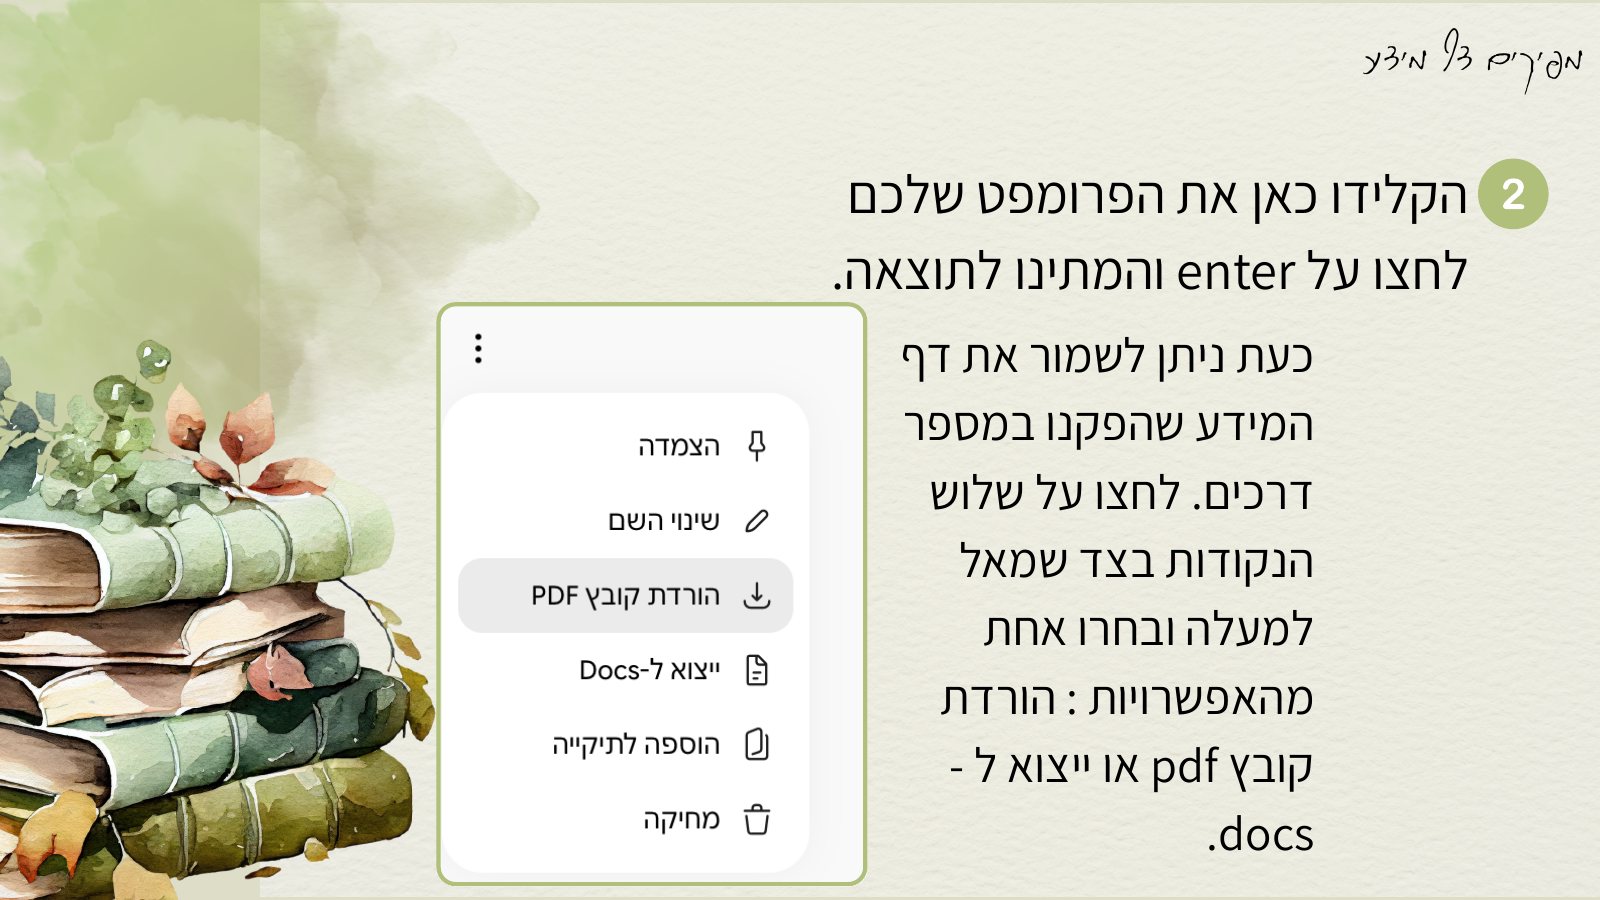 מפיקים דף מידע
2
הקלידו כאן את הפרומפט שלכם
לחצו על enter והמתינו לתוצאה.
כעת ניתן לשמור את דף
המידע שהפקנו במספר
דרכים. לחצו על שלוש
הנקודות בצד שמאל
למעלה ובחרו אחת
מהאפשרויות : הורדת
קובץ pdf או ייצוא ל -
docs.
הצמדה
שינוי השם
הורדת קובץ PDF
ייצוא ל-Docs
הוספה לתיקייה
מחיקה